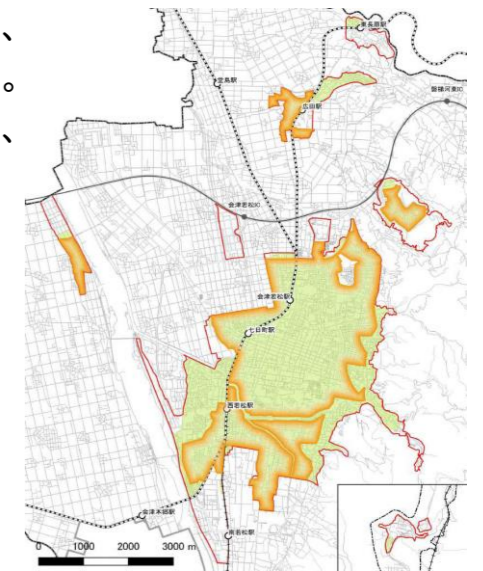 、
。
、
東長原駅
堂島駅
広田駅
磐梯河東IC
会津若松IC
会津若松駅
七日町駅
西若松駅
会津本郷駅
南若松駅
0 1000 2000 3000 m